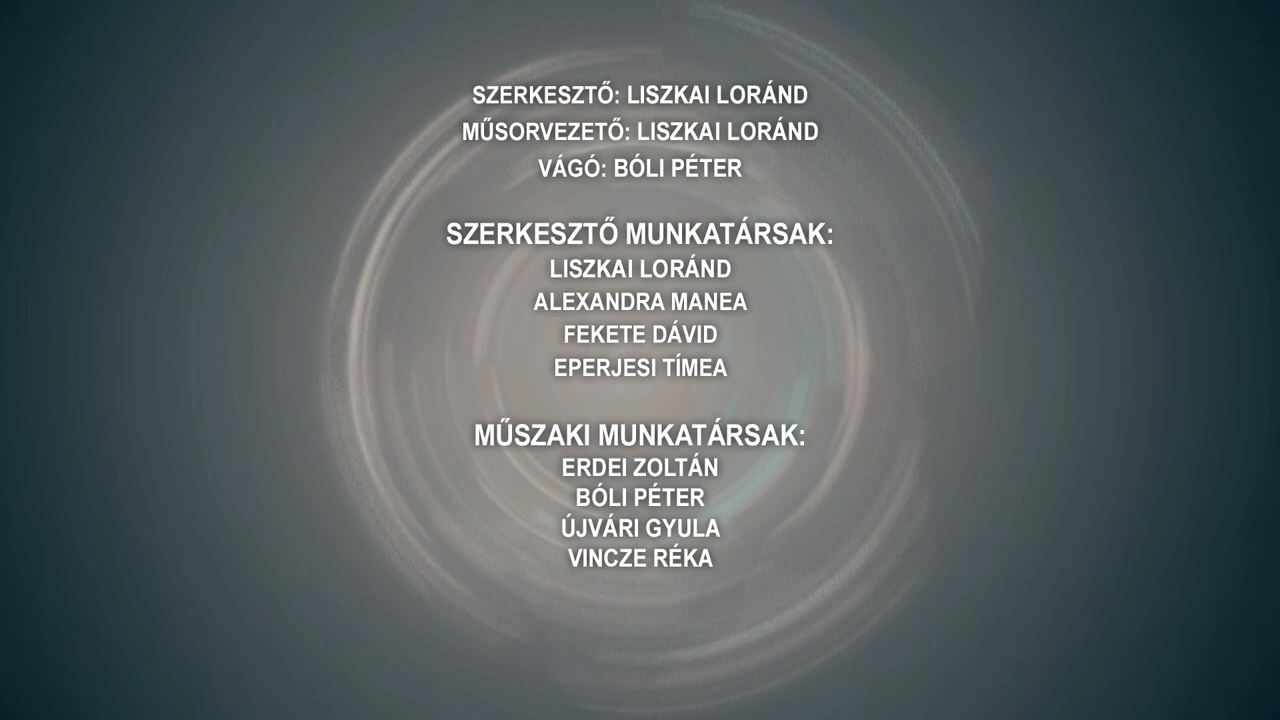 SZERKESZTŐ: LISZKAI LORÁND
MŰSORVEZETŐ: LISZKAI LORÁND
VÁGÓ: BÓLI PÉTER
SZERKESZTŐ MUNKATÁRSAK:
LISZKAI LORÁND
ALEXANDRA MANEA
FEKETE DÁVID
EPERJESI TÍMEA
MŰSZAKI MUNKATÁRSAK:
ERDEI ZOLTÁN
BÓLI PÉTER
ÚJVÁRI GYULA
VINCZE RÉKA